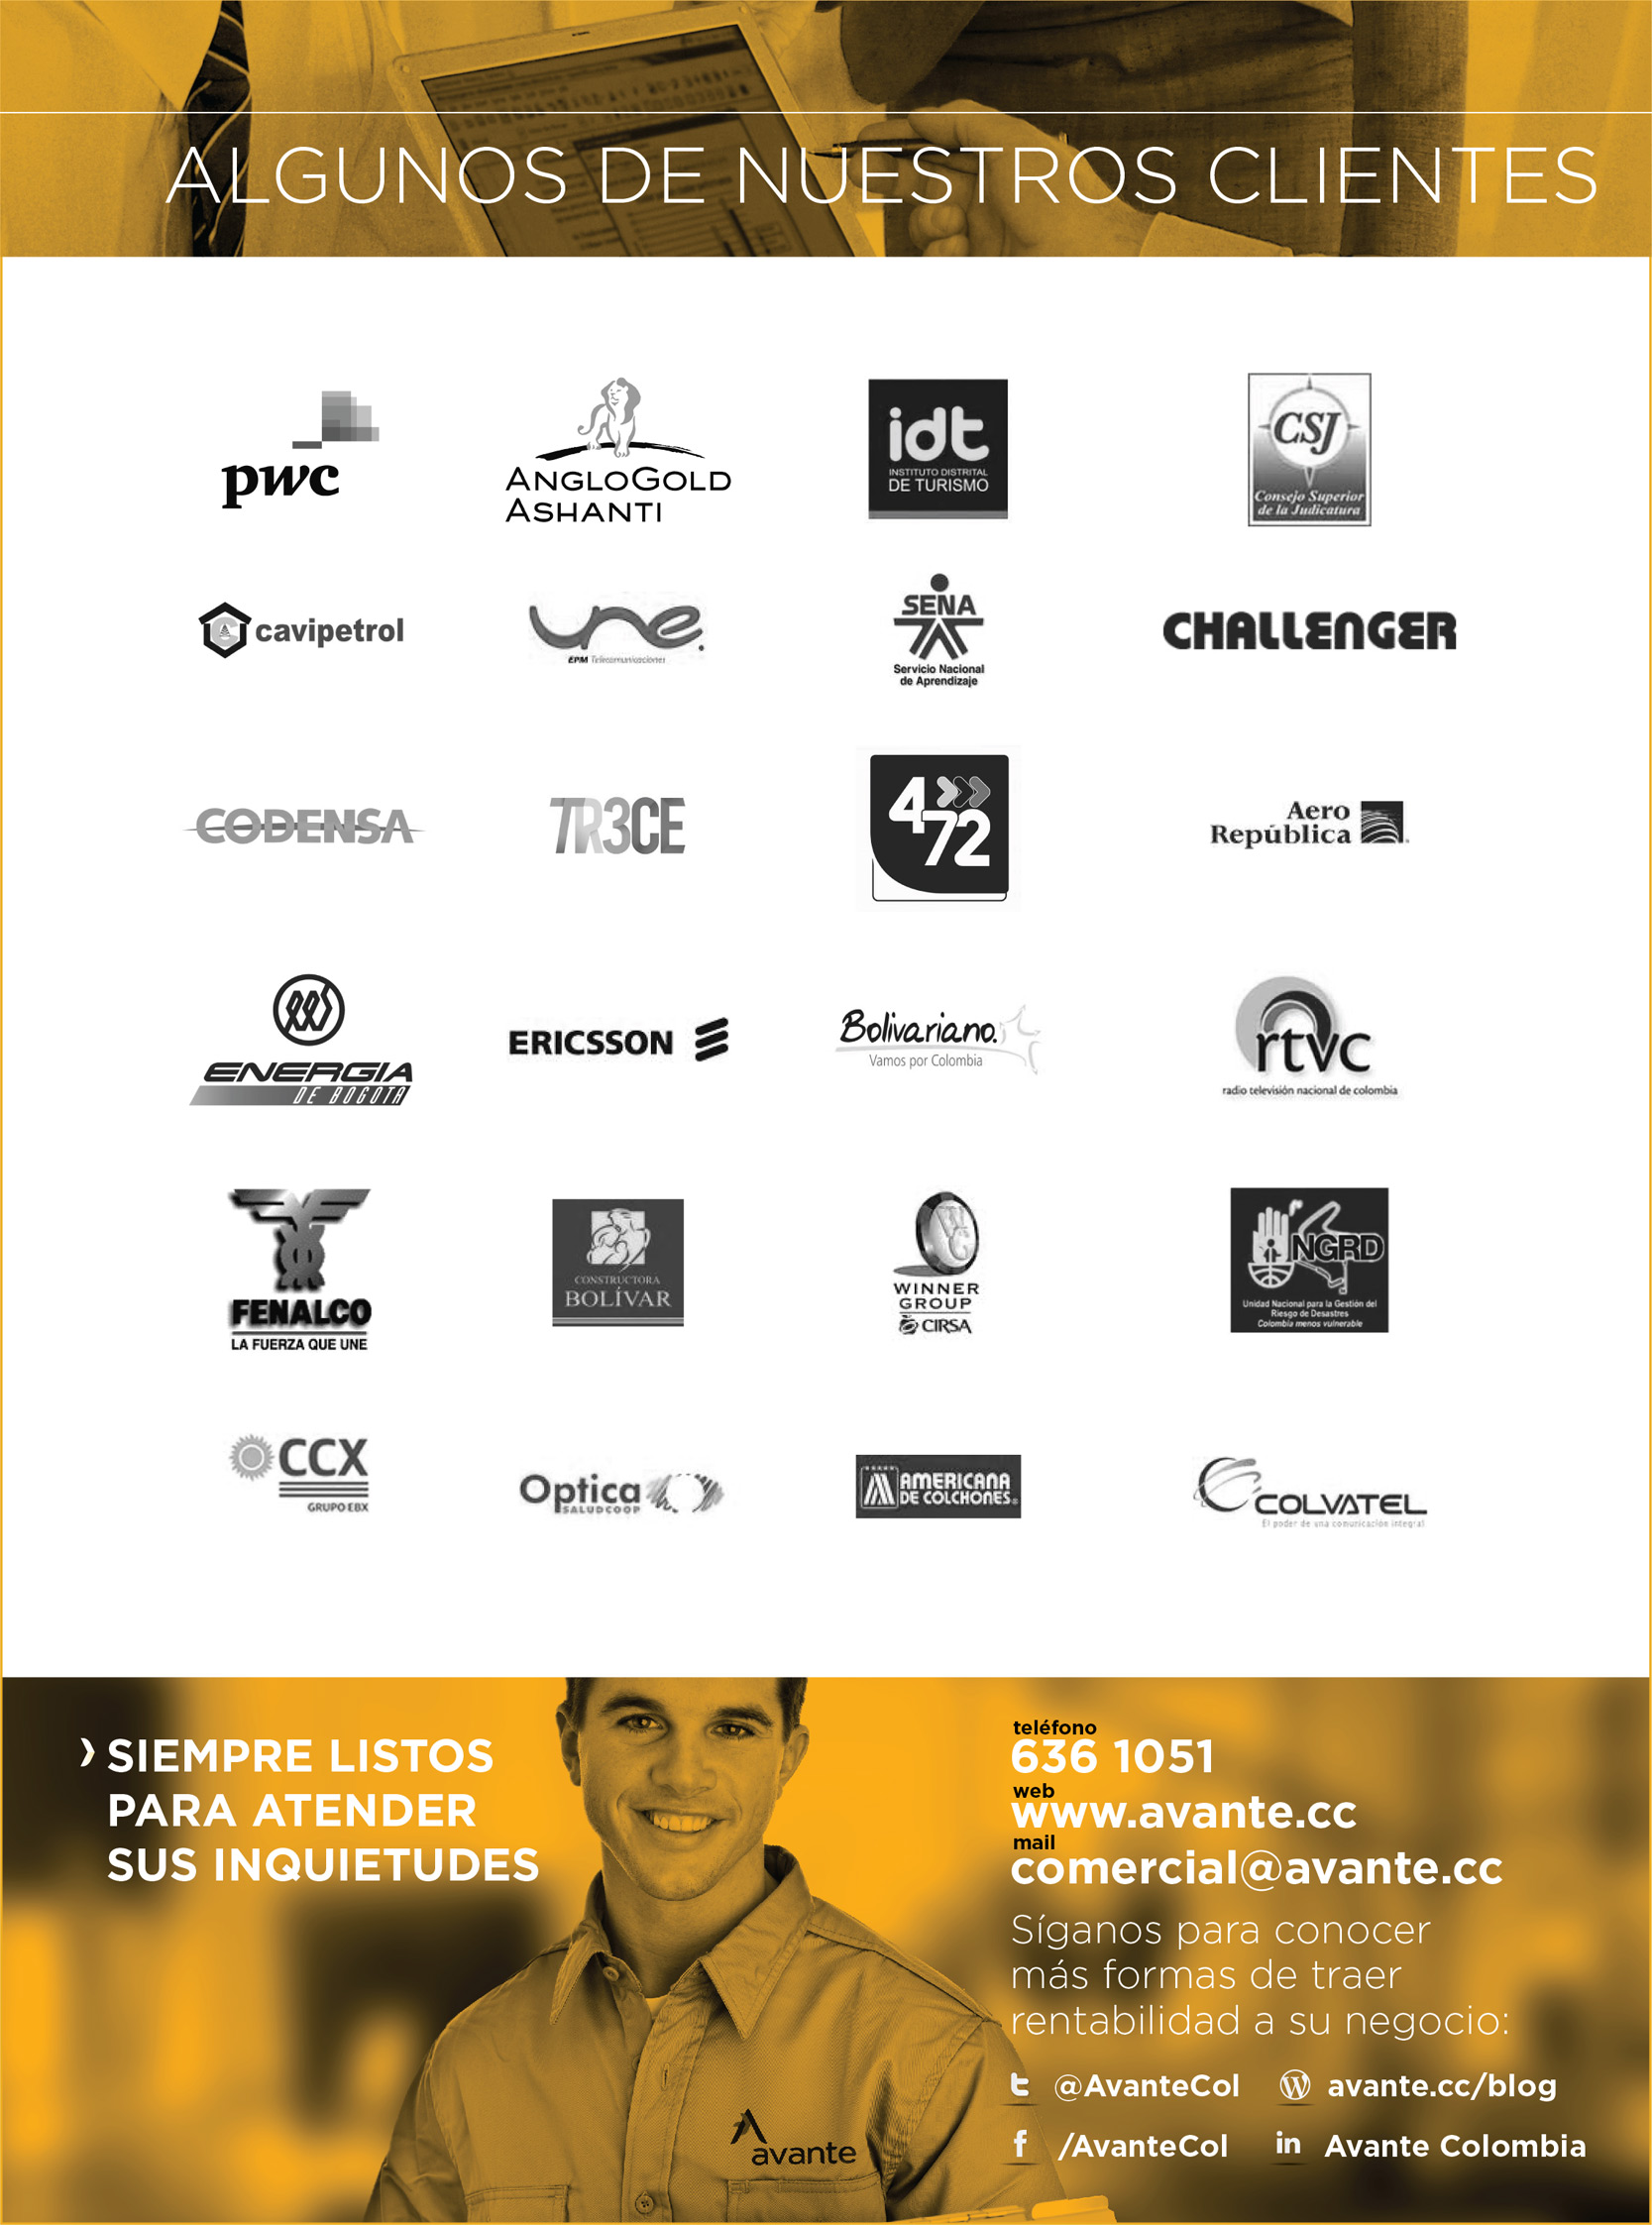 ALGUNOS DE NUESTROS CLIENTES
pwc
ANGLOGOLD
ASHANTI
idt
INSTITUTO DISTRITAL
DE TURISMO
CSJ
Consejo Superior
de la Judicatura
cavipetrol
une
EPM Telecomunicaciones
SENA
Servicio Nacional
de Aprendizaje
CHALLENGER
CODENSA
TR3CE
472
Aero
República
ENERGIA
DE BOGOTA
ERICSSON
Bolivariano.
Vamos por Colombia
rtvc
radio televisión nacional de colombia
FENALCO
LA FUERZA QUE UNE
CONSTRUCTORA
BOLÍVAR
WC
WINNER
GROUP
CIRSA
NGRD
Unidad Nacional para la Gestión del
Riesgo de Desastres
Colombia menos vulnerable
CCX
GRUPO EBX
Optica
SALUDCOOP
AMERICANA
DE COLCHONES
COLVATEL
El poder de una comunicación integral
SIEMPRE LISTOS
PARA ATENDER
SUS INQUIETUDES
teléfono
636 1051
web
www.avante.cc
mail
comercial@avante.cc
Síganos para conocer
más formas de traer
rentabilidad a su negocio:
@AvanteCol
avante.cc/blog
/AvanteCol
Avante Colombia
avante